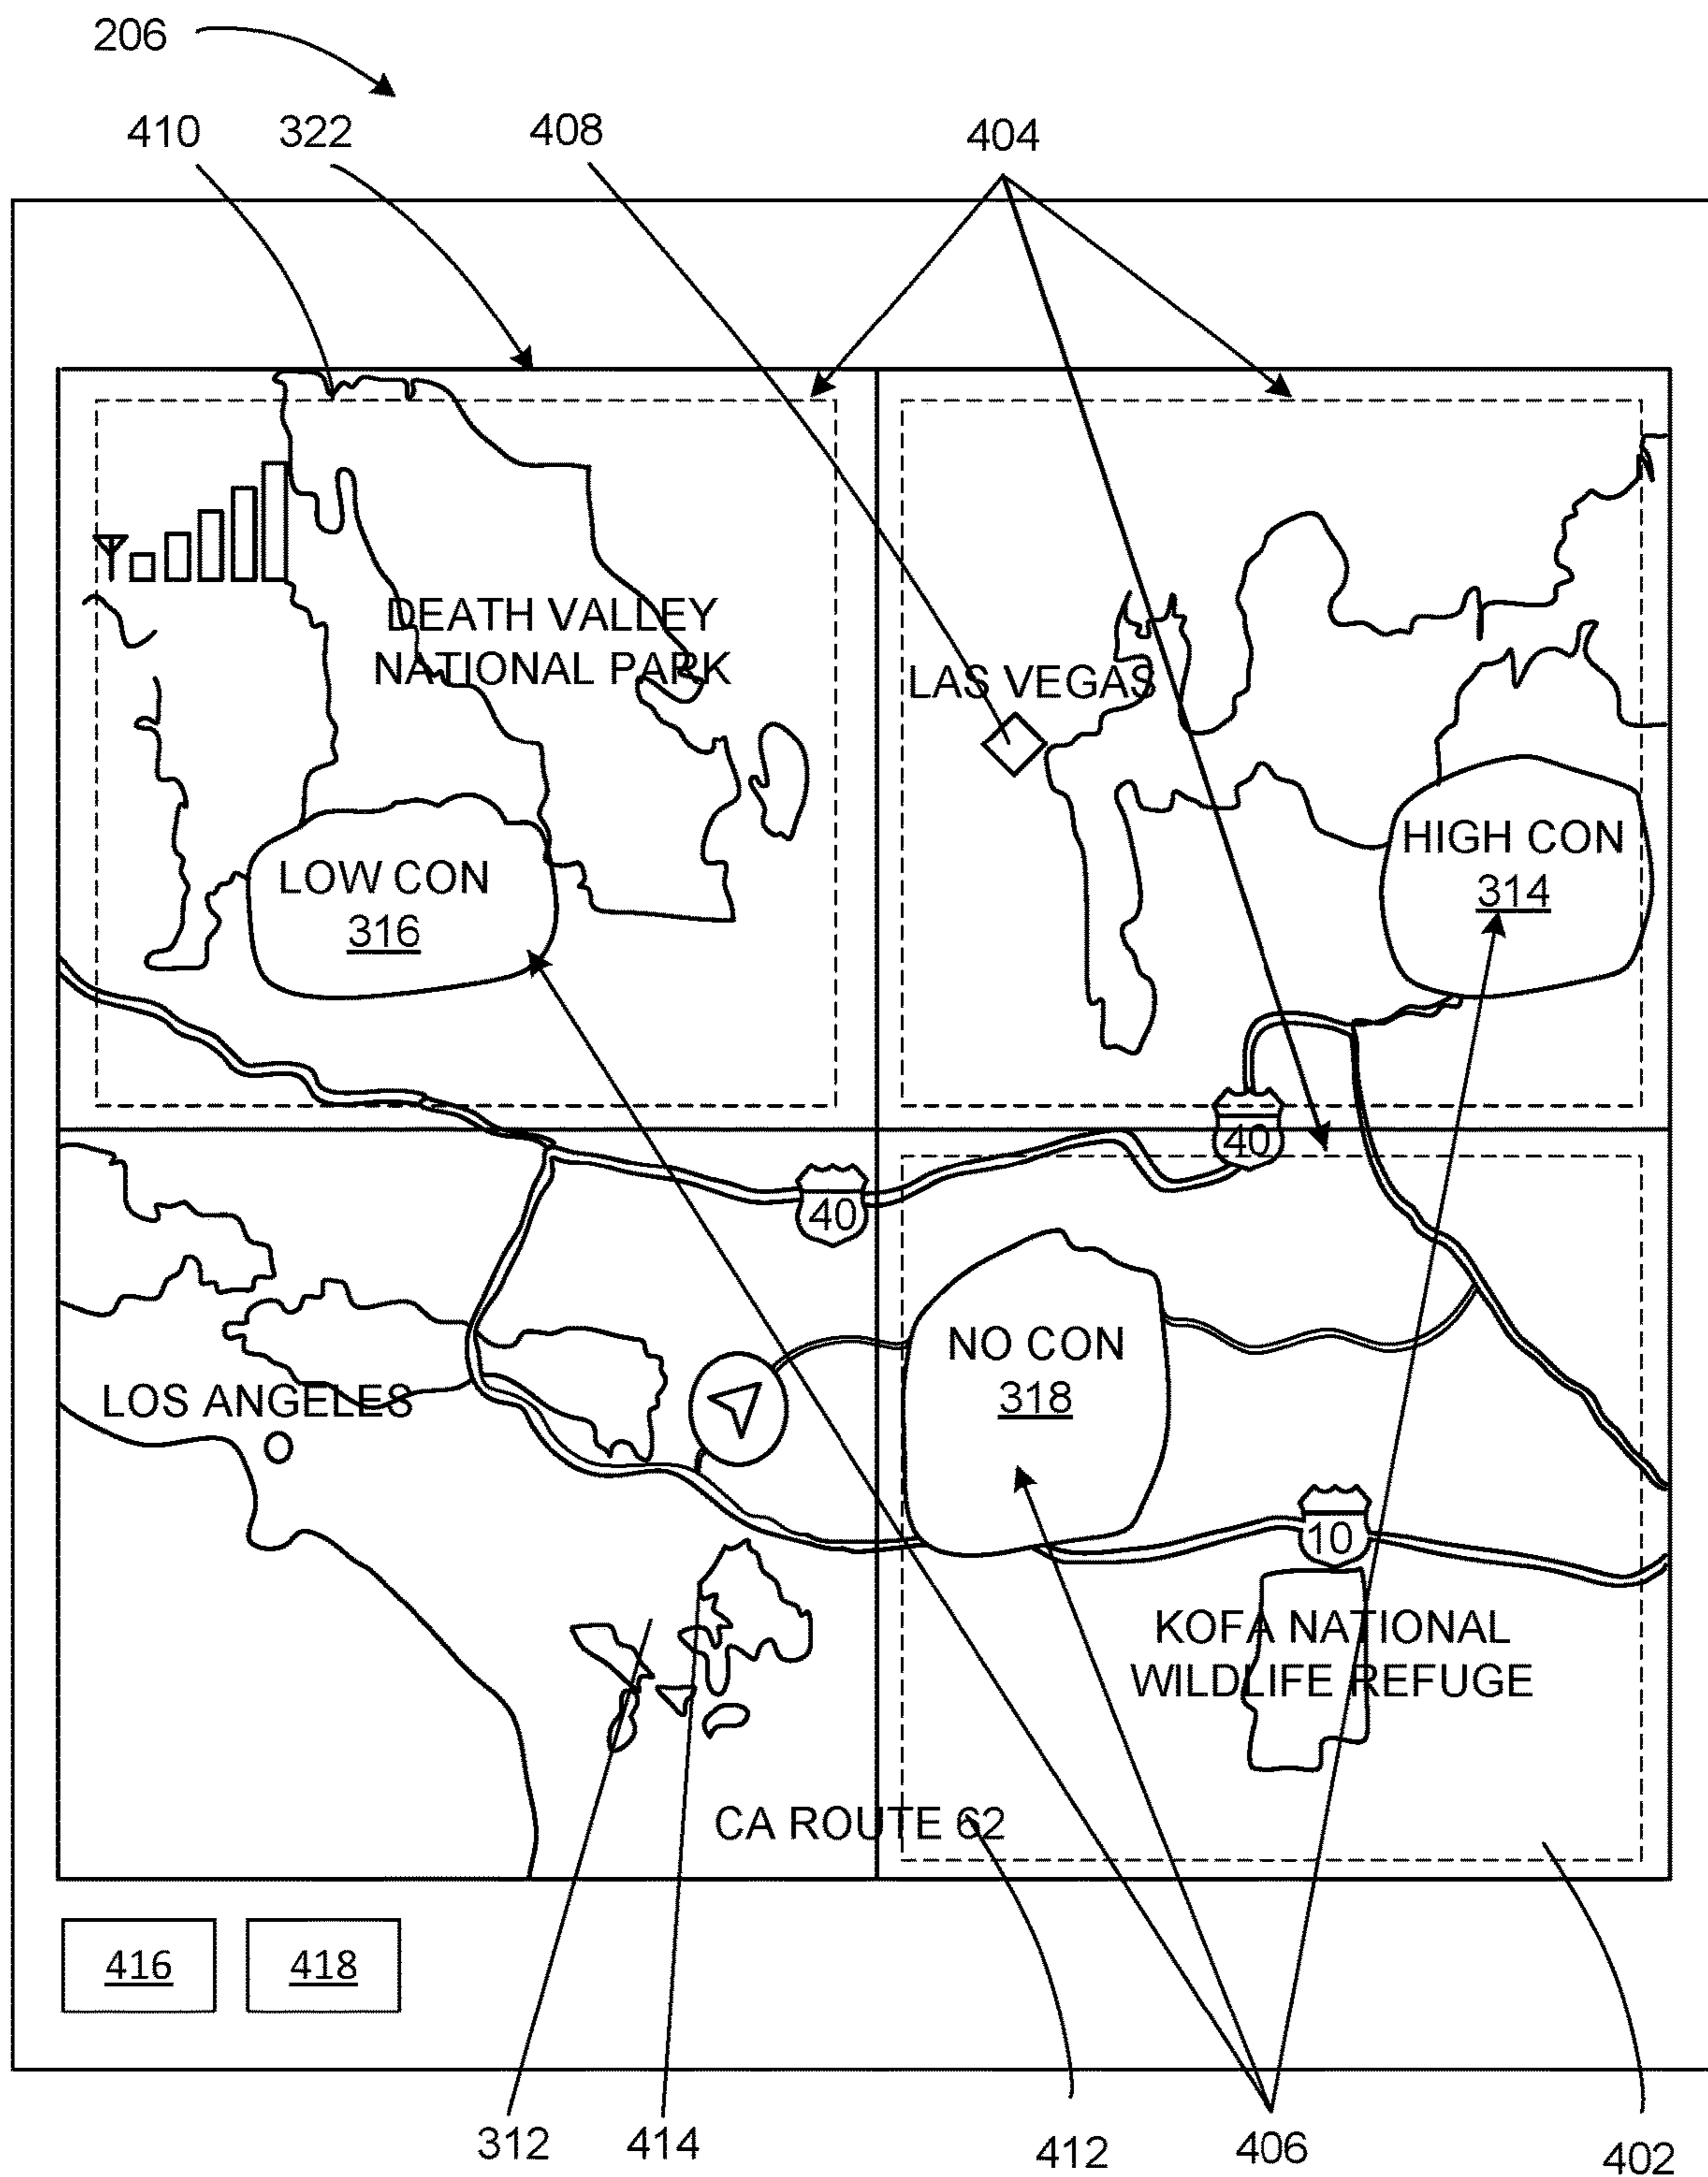 206
410
322
408
404
DEATH VALLEY
NATIONAL PARK
LAS VEGAS
LOW CON
316
HIGH CON
314
40
40
NO CON
318
LOS ANGELES
10
KOFA NATIONAL
WILDLIFE REFUGE
CA ROUTE 62
416
418
312
414
412
406
402